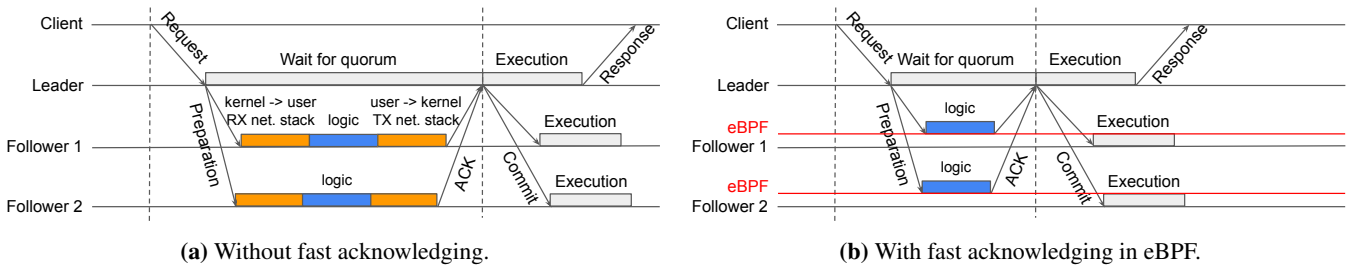 Client
Request
Response
Wait for quorum
Execution
Leader
kernel -> user
RX net. stack
logic
user -> kernel
TX net. stack
Preparation
Follower 1
Execution
logic
ACK
Commit
Execution
Follower 2
(a) Without fast acknowledging.
Client
Request
Response
Wait for quorum
Execution
Leader
logic
eBPF
Follower 1
Preparation
Execution
logic
ACK
Commit
Execution
eBPF
Follower 2
(b) With fast acknowledging in eBPF.